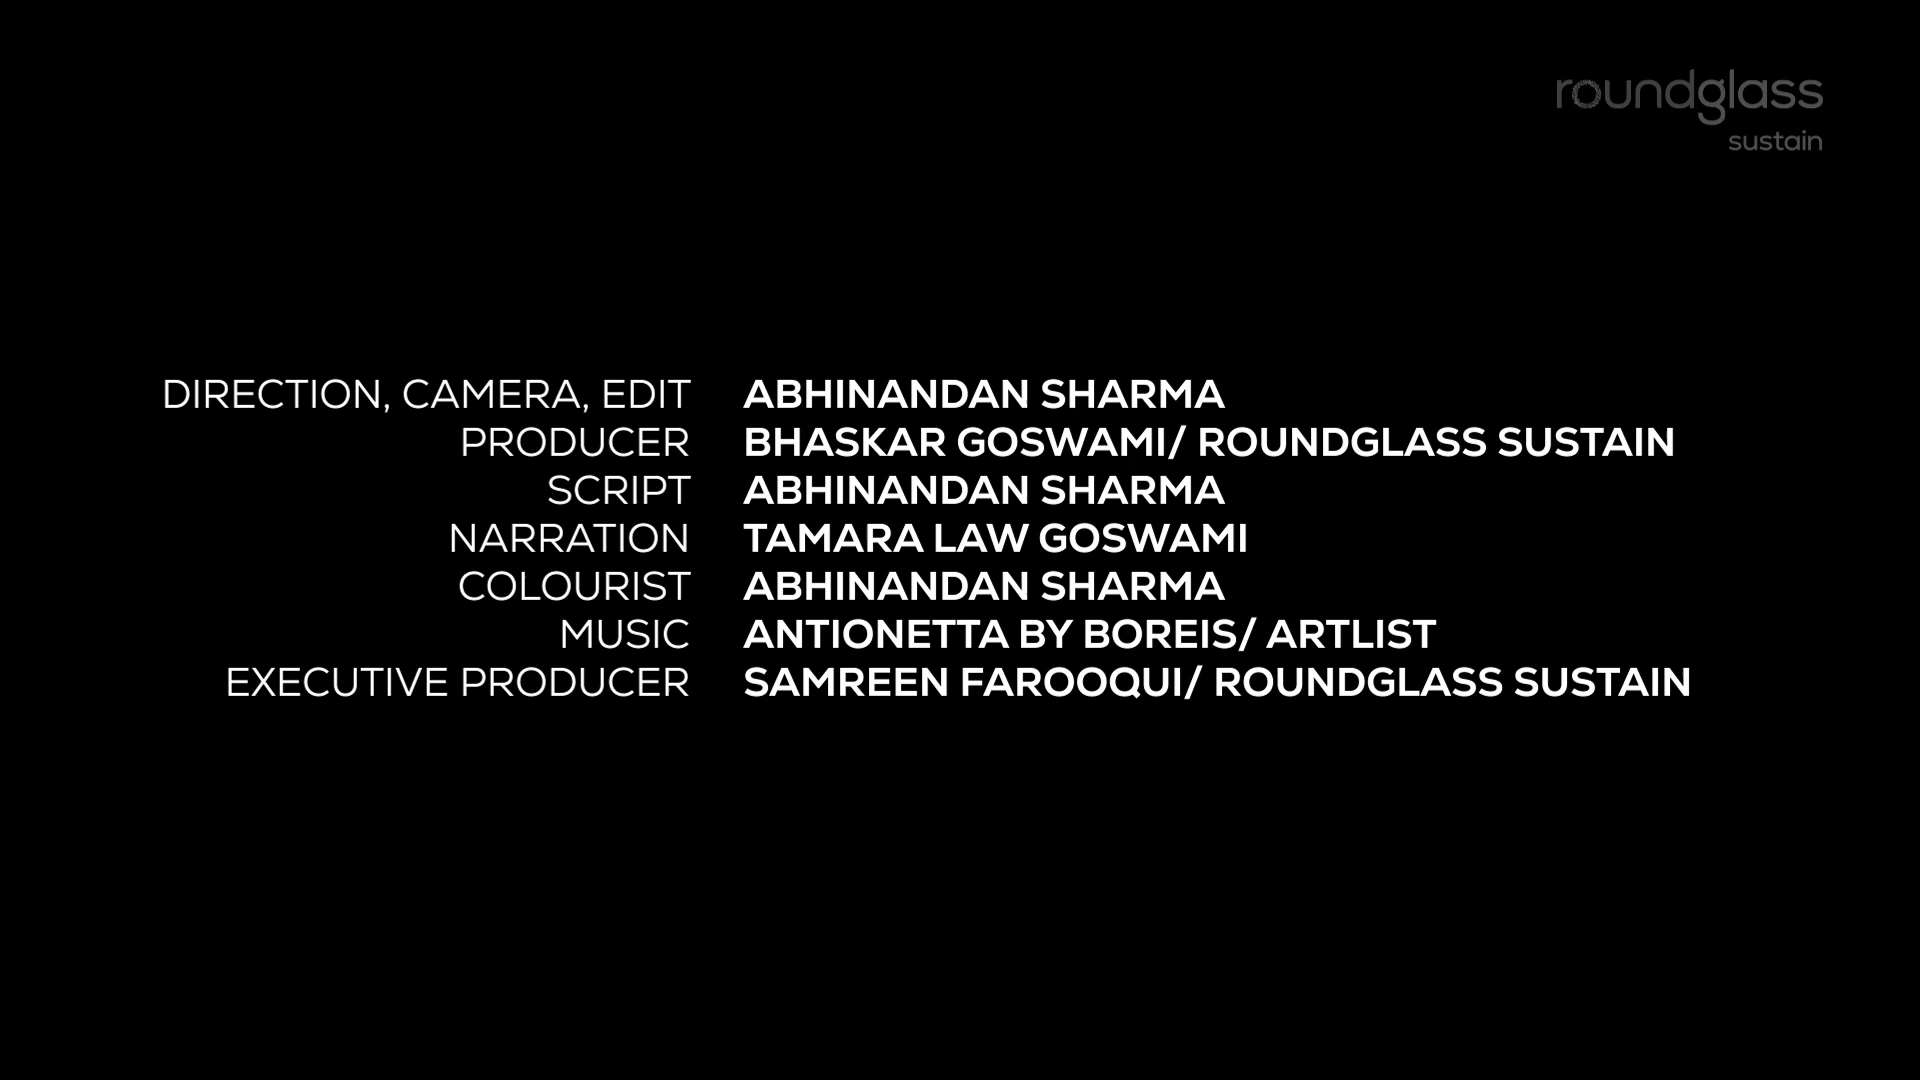 roundglass
sustain
DIRECTION, CAMERA, EDIT ABHINANDAN SHARMA
PRODUCER BHASKAR GOSWAMI/ ROUNDGLASS SUSTAIN
SCRIPT ABHINANDAN SHARMA
NARRATION TAMARA LAW GOSWAMI
COLOURIST ABHINANDAN SHARMA
MUSIC ANTIONETTA BY BOREIS/ ARTLIST
EXECUTIVE PRODUCER SAMREEN FAROOQUI/ ROUNDGLASS SUSTAIN